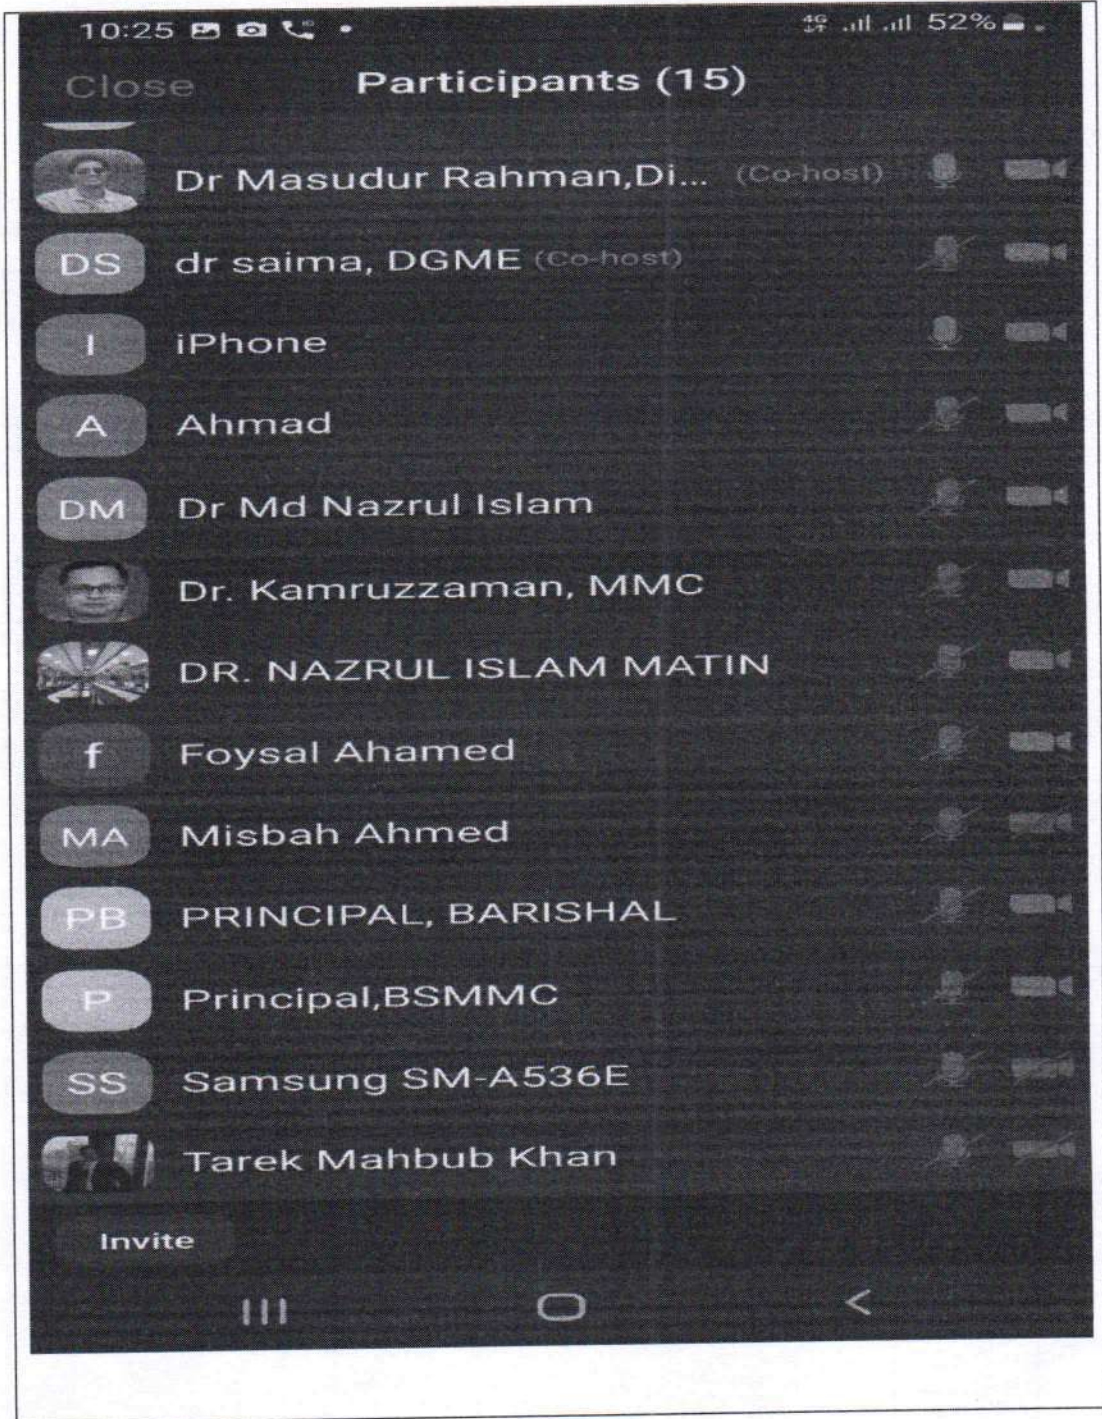 10:25 52%
Close Participants (15)
Dr Masudur Rahman,Di... (Co-host)
DS dr saima, DGME (Co-host)
I iPhone
A Ahmad
DM Dr Md Nazrul Islam
Dr. Kamruzzaman, MMC
DR. NAZRUL ISLAM MATIN
f Foysal Ahamed
MA Misbah Ahmed
PB PRINCIPAL, BARISHAL
P Principal,BSMMC
SS Samsung SM-A536E
Tarek Mahbub Khan
Invite